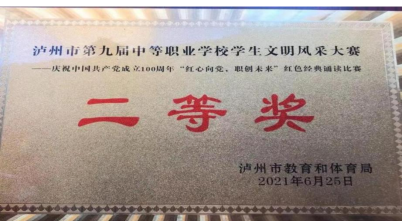 泸州市第九届中等职业学校学生文明风采大赛
——庆祝中国共产党成立100周年“红心向党、职创未来”红色经典诵读比赛
二等奖
泸州市教育和体育局
2021年6月25日